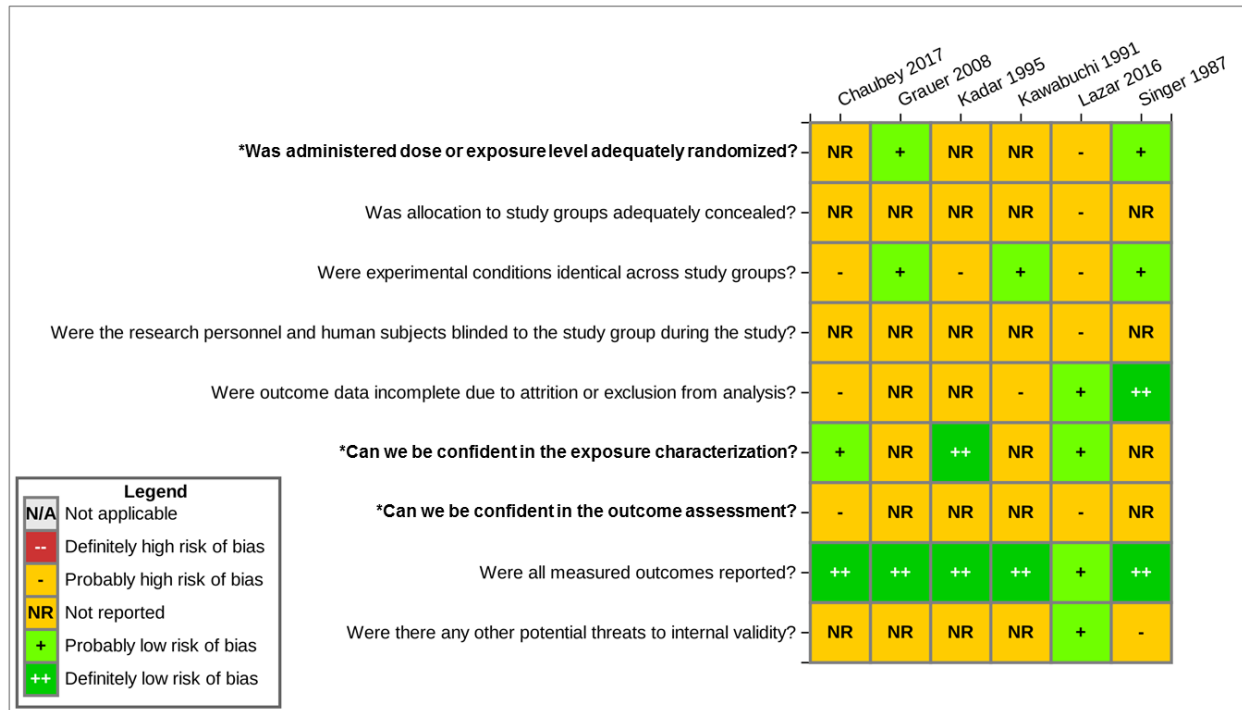 Chaubey 2017
Grauer 2008
Kadar 1995
Kawabuchi 1991
Lazar 2016
Singer 1987
*Was administered dose or exposure level adequately randomized? NR + NR NR - +
Was allocation to study groups adequately concealed? NR NR NR NR - NR
Were experimental conditions identical across study groups? - + - + - +
Were the research personnel and human subjects blinded to the study group during the study? NR NR NR NR - NR
Were outcome data incomplete due to attrition or exclusion from analysis? - NR NR - + ++
*Can we be confident in the exposure characterization? + NR ++ NR + NR
*Can we be confident in the outcome assessment? - NR NR NR - NR
Were all measured outcomes reported? ++ ++ ++ ++ + ++
Were there any other potential threats to internal validity? NR NR NR NR + -
Legend
N/A Not applicable
-- Definitely high risk of bias
- Probably high risk of bias
NR Not reported
+ Probably low risk of bias
++ Definitely low risk of bias